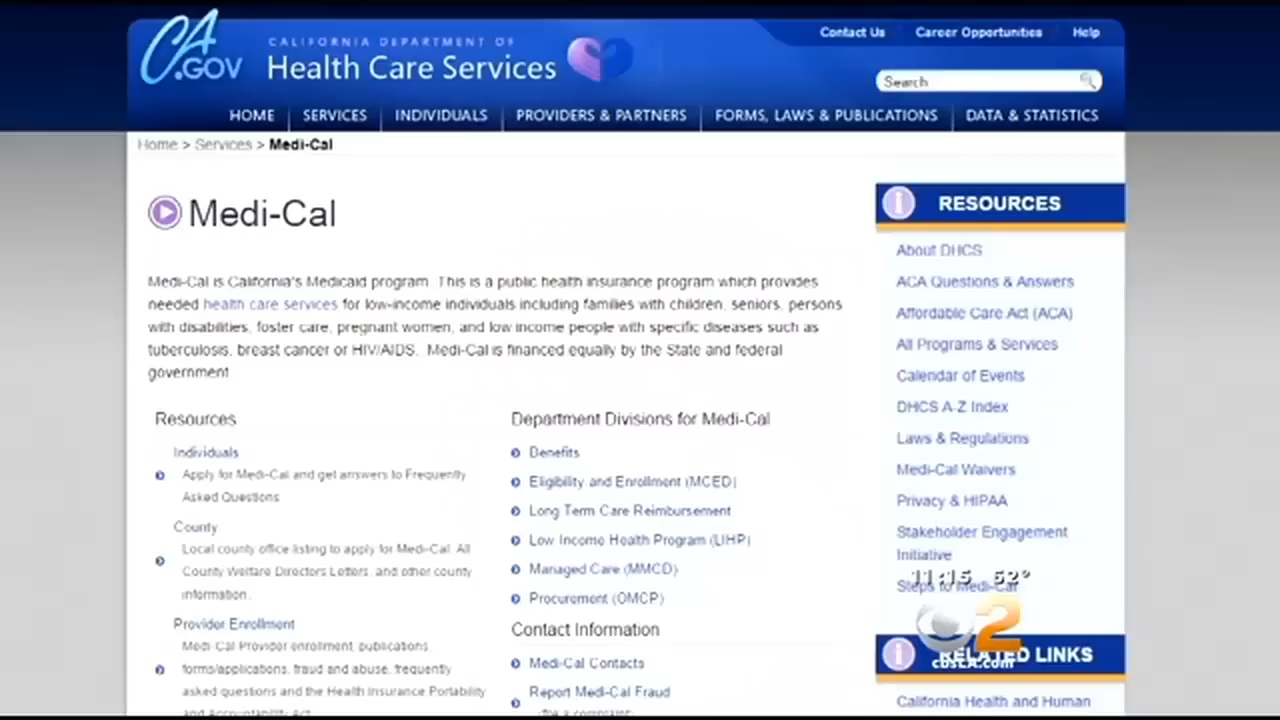 CA.GOV
CALIFORNIA DEPARTMENT OF
Health Care Services
Contact Us
Career Opportunities
Help
Search
HOME
SERVICES
INDIVIDUALS
PROVIDERS & PARTNERS
FORMS, LAWS & PUBLICATIONS
DATA & STATISTICS
Home > Services > Medi-Cal
Medi-Cal
Medi-Cal is California's Medicaid program. This is a public health insurance program which provides
needed health care services for low-income individuals including families with children, seniors, persons
with disabilities, foster care, pregnant women, and low income people with specific diseases such as
tuberculosis, breast cancer or HIV/AIDS. Medi-Cal is financed equally by the State and federal
government
Resources
Individuals
Apply for Medi-Cal and get answers to Frequently
Asked Questions
County
Local county office listing to apply for Medi-Cal. All
County Welfare Directors Letters, and other county
information.
Provider Enrollment
Medi-Cal Provider enrollment, publications,
forms/applications, fraud and abuse, frequently
asked questions and the Health Insurance Portability
and Accountability Act
Department Divisions for Medi-Cal
Benefits
Eligibility and Enrollment (MCED)
Long Term Care Reimbursement
Low Income Health Program (LIHP)
Managed Care (MMCD)
Procurement (OMCP)
Contact Information
Medi-Cal Contacts
Report Medi-Cal Fraud
(file a complaint)
RESOURCES
About DHCS
ACA Questions & Answers
Affordable Care Act (ACA)
All Programs & Services
Calendar of Events
DHCS A-Z Index
Laws & Regulations
Medi-Cal Waivers
Privacy & HIPAA
Stakeholder Engagement
Initiative
Steps to Medi-Cal
11:15 52°
2
cbsLA.com
RELATED LINKS
California Health and Human